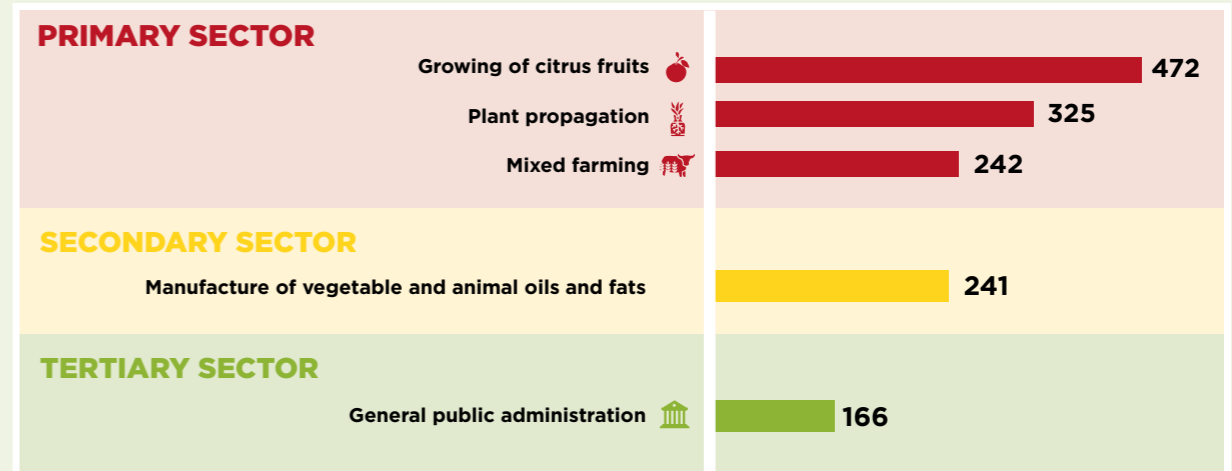 PRIMARY SECTOR
Growing of citrus fruits 472
Plant propagation 325
Mixed farming 242
SECONDARY SECTOR
Manufacture of vegetable and animal oils and fats 241
TERTIARY SECTOR
General public administration 166